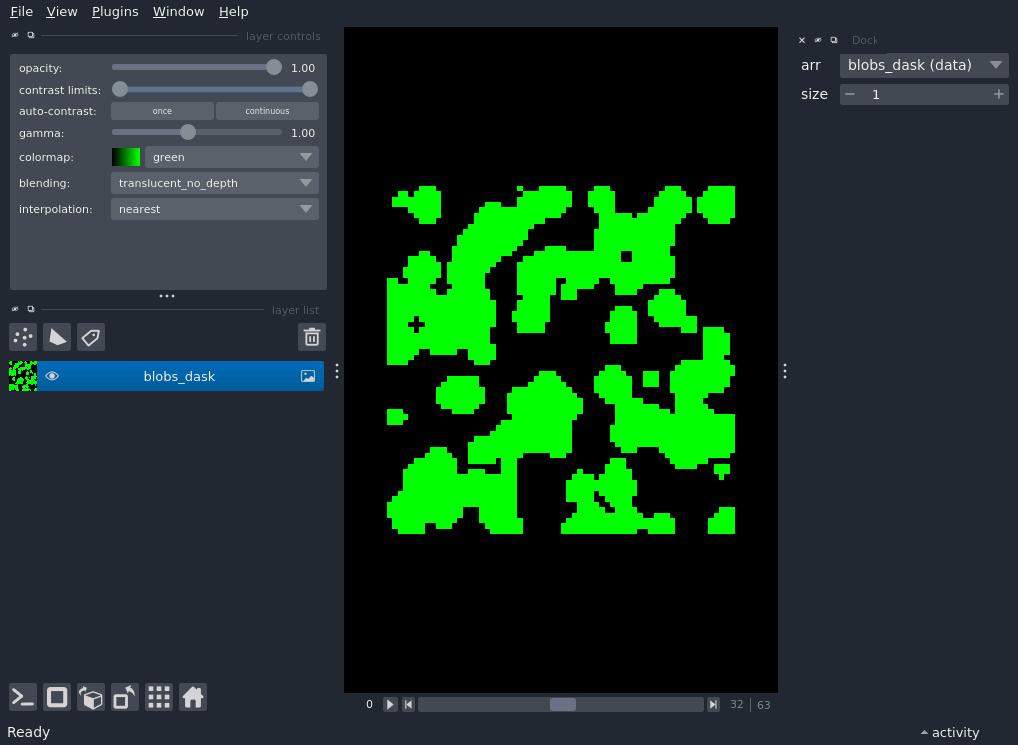 File View Plugins Window Help
layer controls
opacity: 1.00
contrast limits:
auto-contrast: once continuous
gamma: 1.00
colormap: green
blending: translucent_no_depth
interpolation: nearest
layer list
blobs_dask
0 32 63
Ready
Dock
arr blobs_dask (data)
size 1
activity